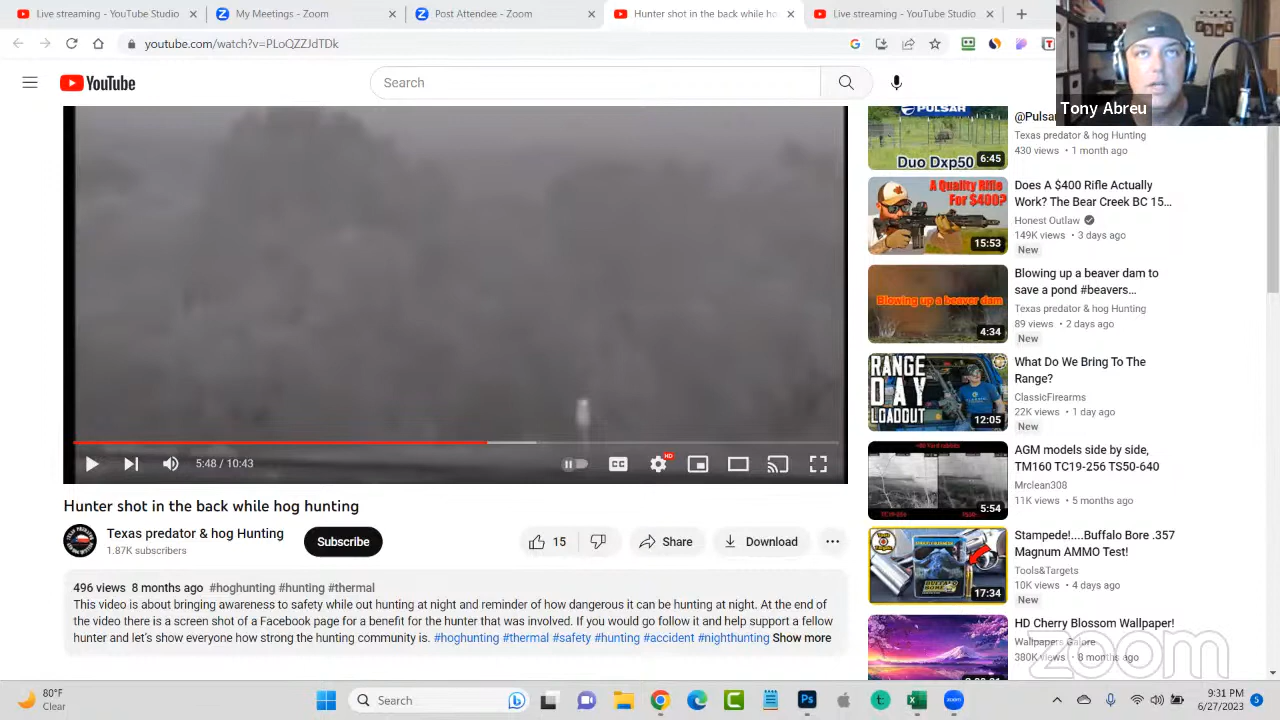 Live streaming - YouTube Studio
My Meetings - Zoom
Post Attendee - Zoom
Hunter shot in the back while ho
Live streaming - YouTube Studio
YouTube
Search
Tony Abreu
PULSAR
Duo Dxp50
6:45
@Pulsa
Texas predator & hog Hunting
430 views • 1 month ago
A Quality Rifle
For $400?
15:53
Does A $400 Rifle Actually
Work? The Bear Creek BC 15...
Honest Outlaw
149K views • 3 days ago
New
Blowing up a beaver dam
4:34
Blowing up a beaver dam to
save a pond #beavers...
Texas predator & hog Hunting
89 views • 2 days ago
New
RANGE
DAY
LOADOUT
12:05
What Do We Bring To The
Range?
ClassicFirearms
22K views • 1 day ago
New
5:54
AGM models side by side,
TM160 TC19-256 TS50-640
Mrclean308
11K views • 5 months ago
17:34
Stampede!....Buffalo Bore .357
Magnum AMMO Test!
Tools&Targets
10K views • 4 days ago
New
HD Cherry Blossom Wallpaper!
Wallpapers Galore
380K views • 8 months ago
zoom
5:48 / 10:43
CC
HD
Hunter shot in the back while hog hunting
Texas predator & hog Hunting
1.87K subscribers
Subscribe
15
Share
Download
496 views 8 months ago #hoghunting #hunting #thermal
This video is about bringing awareness to safety while out hunting at night and to show how dangerous it can be hunting at night. At the end of
the video there is a screen shot of a Facebook page for a benefit for the hunter that was involved. If you would go follow it and help support a fellow
hunter and let's show everyone how strong the hunting community is. #hoghunting #thermal #safety #hunting #accident #nighthunting Show more
80°F
Clear
Search
9:31 PM
6/27/2023
5